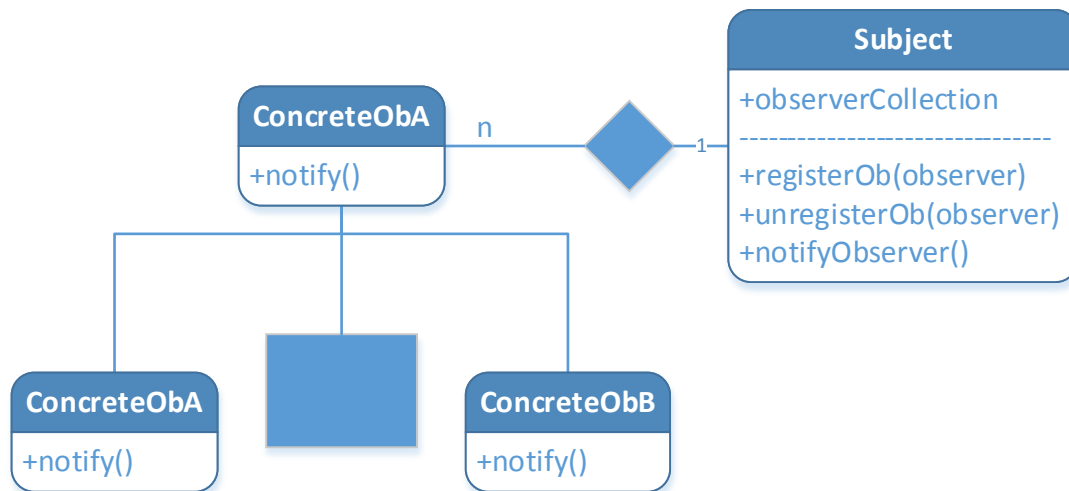 Subject
+observerCollection
---------------------------------
+registerOb(observer)
+unregisterOb(observer)
+notifyObserver()
ConcreteObA
+notify()
n
1
ConcreteObA
+notify()
ConcreteObB
+notify()